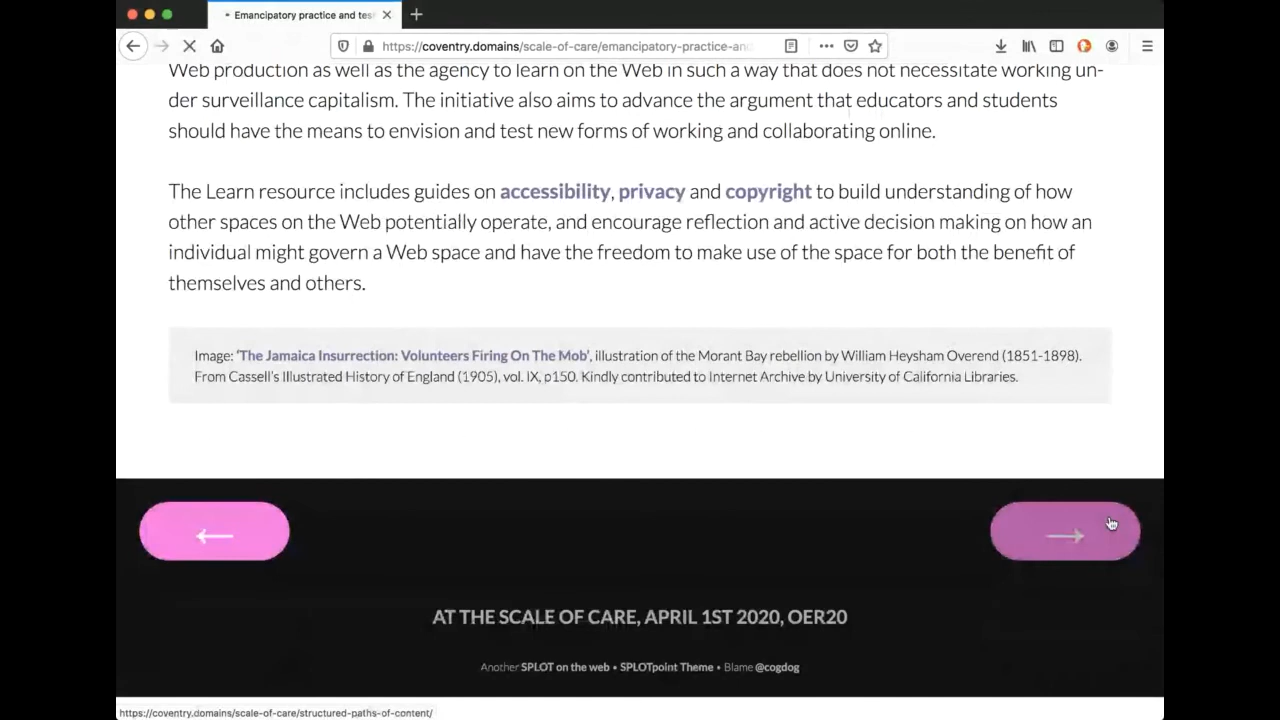 Emancipatory practice and tes
https://coventry.domains/scale-of-care/emancipatory-practice-and
Web production as well as the agency to learn on the Web in such a way that does not necessitate working un-
der surveillance capitalism. The initiative also aims to advance the argument that educators and students
should have the means to envision and test new forms of working and collaborating online.
The Learn resource includes guides on accessibility, privacy and copyright to build understanding of how
other spaces on the Web potentially operate, and encourage reflection and active decision making on how an
individual might govern a Web space and have the freedom to make use of the space for both the benefit of
themselves and others.
Image: 'The Jamaica Insurrection: Volunteers Firing On The Mob', illustration of the Morant Bay rebellion by William Heysham Overend (1851-1898).
From Cassell's Illustrated History of England (1905), vol. IX, p150. Kindly contributed to Internet Archive by University of California Libraries.
← →
AT THE SCALE OF CARE, APRIL 1ST 2020, OER20
Another SPLOT on the web • SPLOTpoint Theme • Blame @cogdog
https://coventry.domains/scale-of-care/structured-paths-of-content/